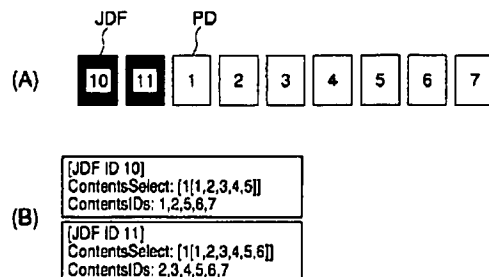 JDF PD
(A) 10 11 1 2 3 4 5 6 7
(B)
[JDF ID 10]
ContentsSelect: [1[1,2,3,4,5]]
ContentsIDs: 1,2,5,6,7
[JDF ID 11]
ContentsSelect: [1[1,2,3,4,5,6]]
ContentsIDs: 2,3,4,5,6,7